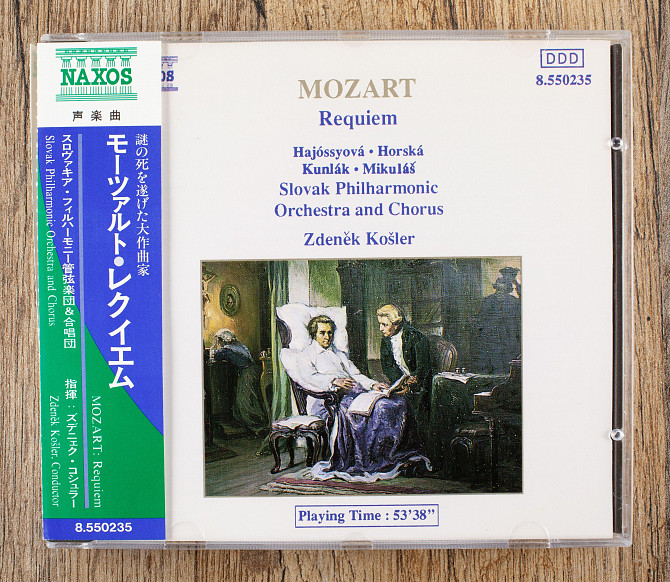 NAXOS
声楽曲
謎の死を遂げた大作曲家
モーツァルト・レクイエム
MOZART: Requiem
スロヴァキア・フィルハーモニー管弦楽団&合唱団
Slovak Philharmonic Orchestra and Chorus
指揮：ズデニェク・コシュラー
Zdeněk Košler, Conductor
8.550235
OS
DDD
8.550235
MOZART
Requiem
Hajóssyová • Horská
Kunlák • Mikuláš
Slovak Philharmonic
Orchestra and Chorus
Zdeněk Košler
Playing Time : 53'38"